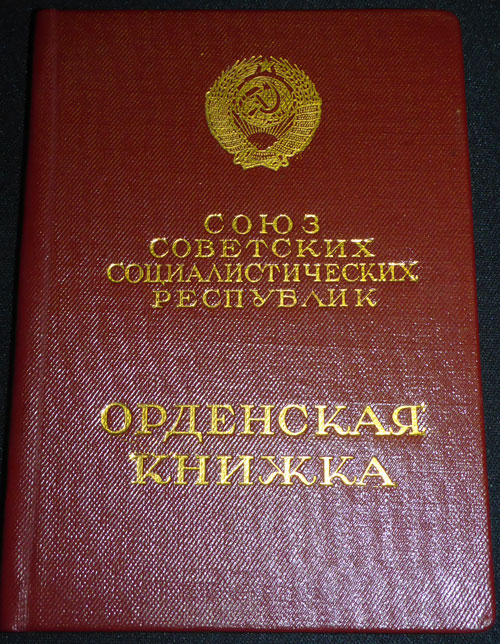 СОЮЗ
СОВЕТСКИХ
СОЦИАЛИСТИЧЕСКИХ
РЕСПУБЛИК
ОРДЕНСКАЯ
КНИЖКА